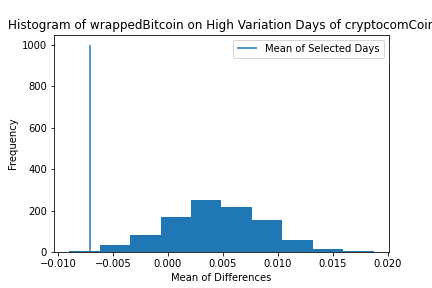 Histogram of wrappedBitcoin on High Variation Days of cryptocomCoin
1000
800
600
400
200
0
Frequency
Mean of Selected Days
-0.010 -0.005 0.000 0.005 0.010 0.015 0.020
Mean of Differences